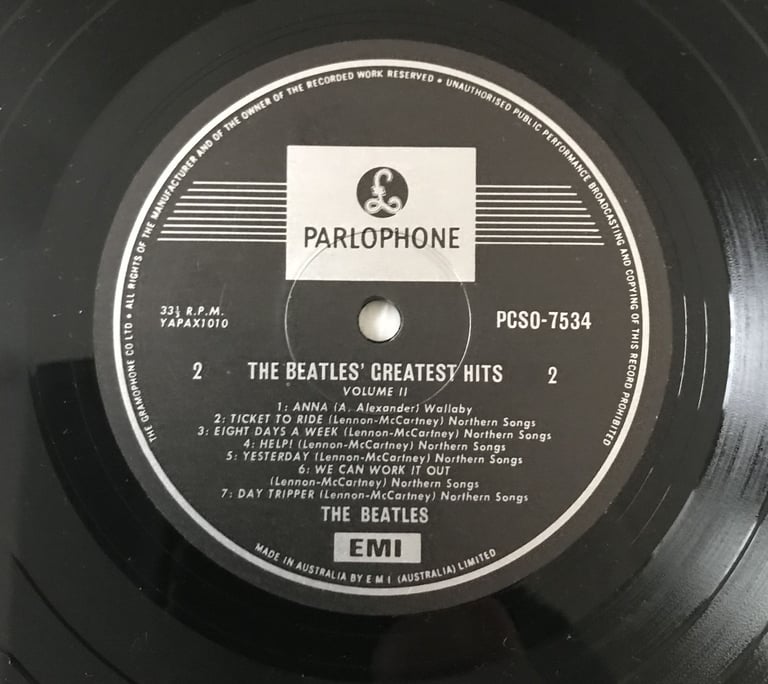 THE GRAMOPHONE CO LTD • ALL RIGHTS OF THE MANUFACTURER AND OF THE OWNER OF THE RECORDED WORK RESERVED • UNAUTHORISED PUBLIC PERFORMANCE BROADCASTING AND COPYING OF THIS RECORD PROHIBITED
£
PARLOPHONE
33⅓ R.P.M.
YAPAX1010
PCSO-7534
2 THE BEATLES' GREATEST HITS 2
VOLUME II
1: ANNA (A. Alexander) Wallaby
2: TICKET TO RIDE (Lennon-McCartney) Northern Songs
3: EIGHT DAYS A WEEK (Lennon-McCartney) Northern Songs
4: HELP! (Lennon-McCartney) Northern Songs
5: YESTERDAY (Lennon-McCartney) Northern Songs
6: WE CAN WORK IT OUT
(Lennon-McCartney) Northern Songs
7: DAY TRIPPER (Lennon-McCartney) Northern Songs
THE BEATLES
EMI
MADE IN AUSTRALIA BY E M I (AUSTRALIA) LIMITED